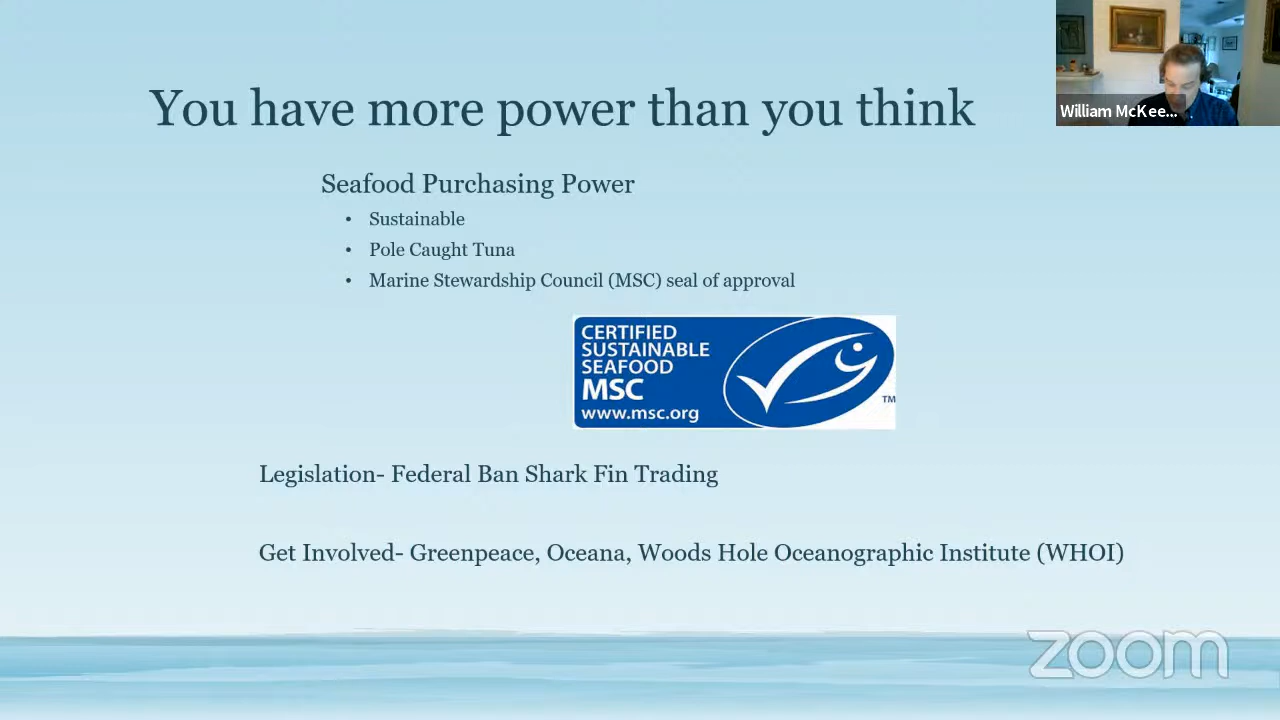 You have more power than you think
William McKee...
Seafood Purchasing Power
• Sustainable
• Pole Caught Tuna
• Marine Stewardship Council (MSC) seal of approval
CERTIFIED
SUSTAINABLE
SEAFOOD
MSC
www.msc.org
TM
Legislation- Federal Ban Shark Fin Trading
Get Involved- Greenpeace, Oceana, Woods Hole Oceanographic Institute (WHOI)
zoom